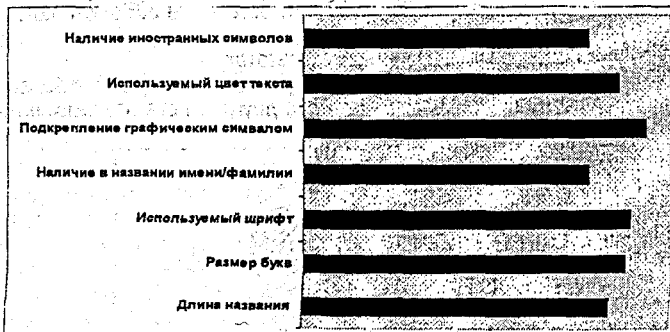 Наличие иностранных символов
Используемый цвет текста
Подкрепление графическим символом
Наличие в названии имени/фамилии
Используемый шрифт
Размер букв
Длина названия